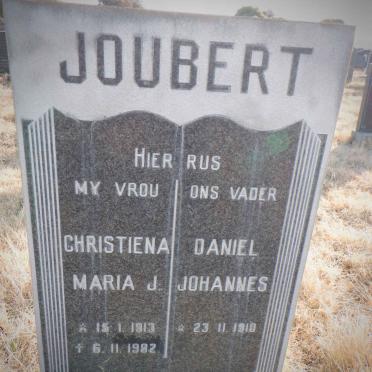 JOUBERT
HIER RUS
MY VROU ONS VADER
CHRISTIENA DANIEL
MARIA J. JOHANNES
☆ 15.1.1913 ☆ 23.11.1910
✝ 6.11.1982